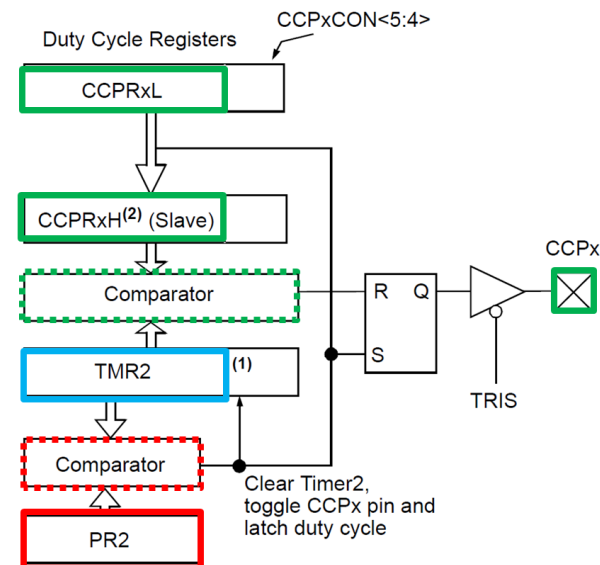 CCPxCON<5:4>
Duty Cycle Registers
CCPRxL
CCPRxH(2) (Slave)
CCPx
Comparator
R Q
S
TMR2
(1)
TRIS
Comparator
Clear Timer2,
toggle CCPx pin and
latch duty cycle
PR2